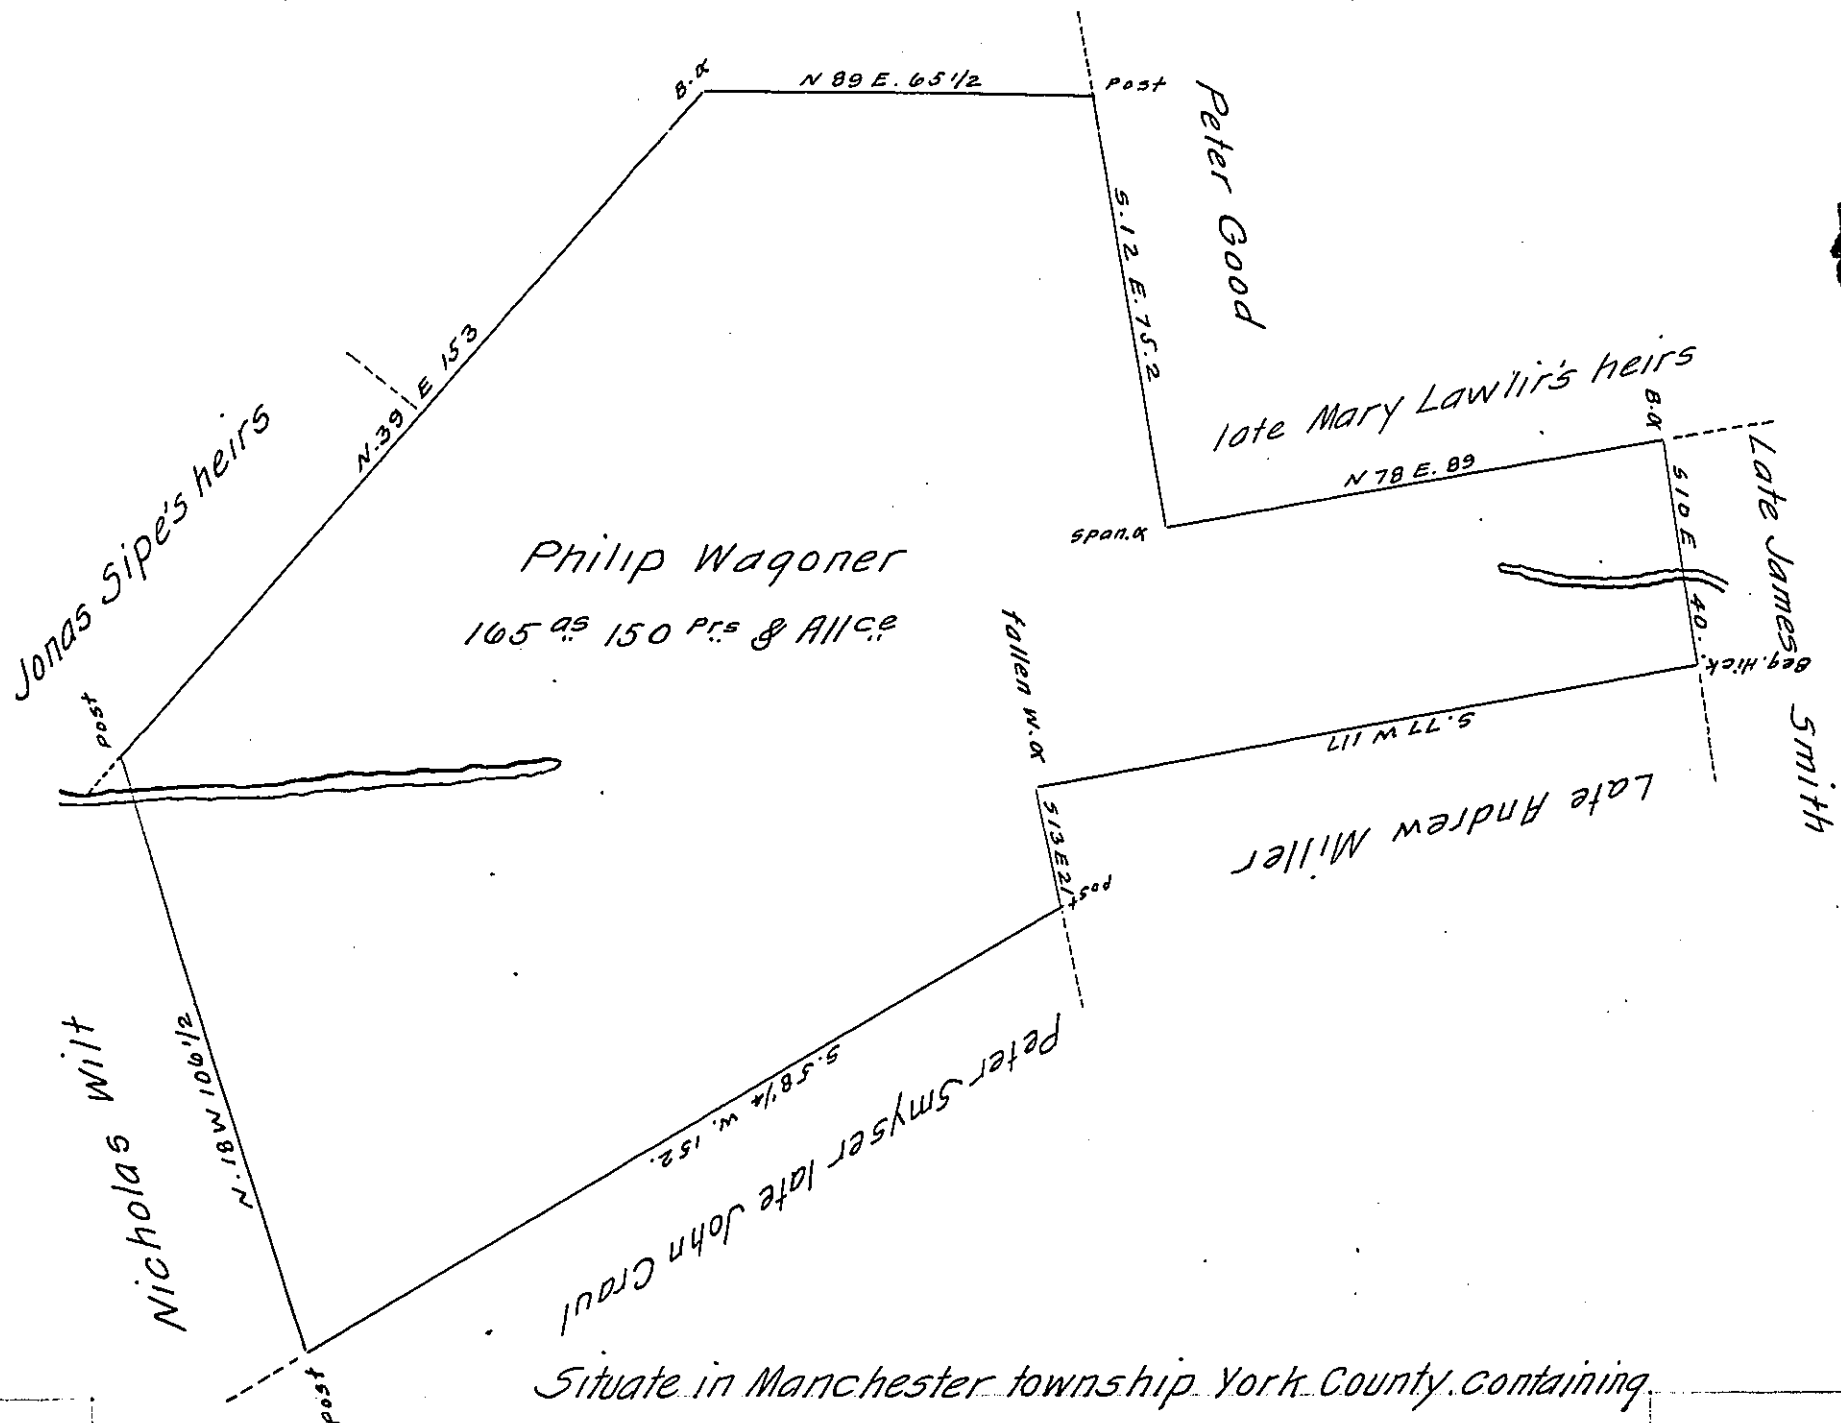 B.O
N 89 E. 65 1/2
Post
Peter Good
S.12 E.75.2
late Mary Lawlir's heirs
N 78 E. 89
B.O
Span.O
Late James Smith
S 10 E 40.
Beg. Hick.
S.77 W 117
Late Andrew Miller
fallen W.O
S 13 E 21
post
Peter Smyser late John Craul
S.58 1/4 W. 152.
post
Nicholas Wilt
N. 18 W 106 1/2
post
Jonas Sipe's heirs
N.39 E 153
Philip Wagoner
165 as 150 Prs & Allce
Situate in Manchester township York County.containing